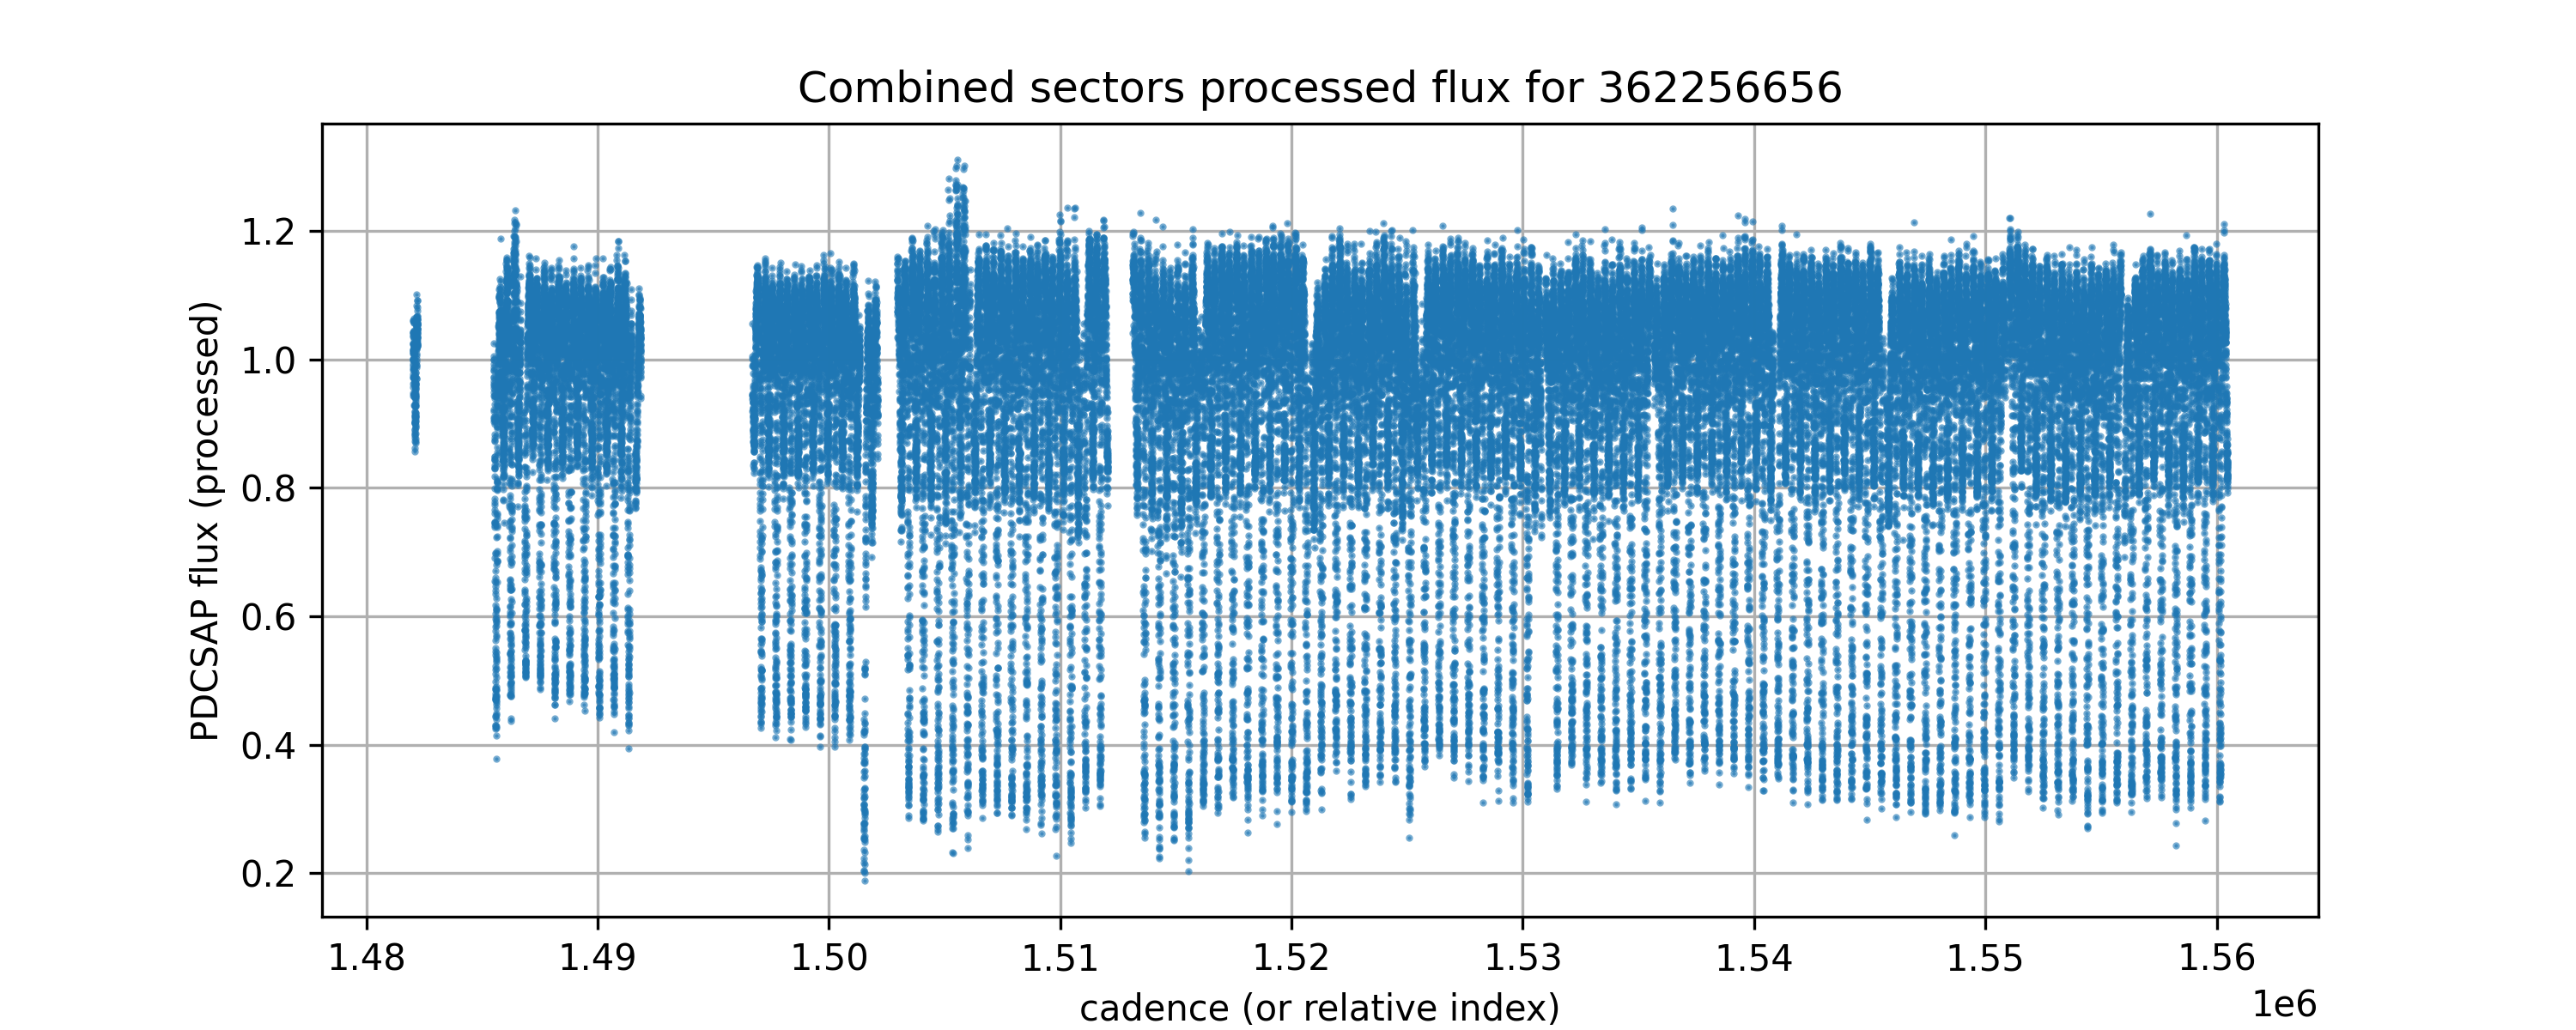 Combined sectors processed flux for 362256656
PDCSAP flux (processed)
1.2
1.0
0.8
0.6
0.4
0.2
1.48 1.49 1.50 1.51 1.52 1.53 1.54 1.55 1.56
cadence (or relative index)
1e6